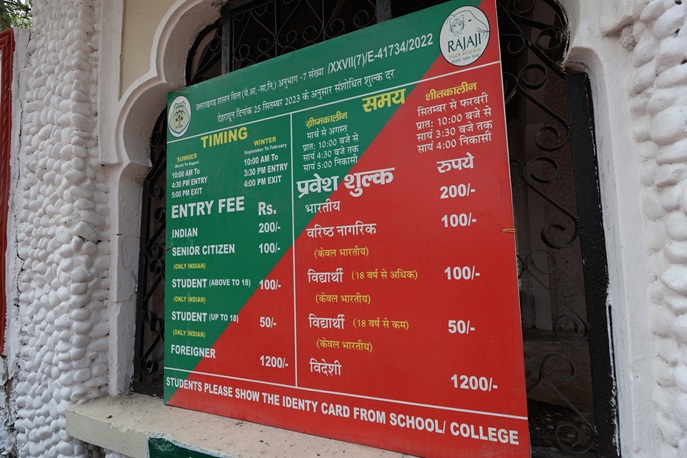 उत्तराखण्ड शासन वित्त (वे.आ.-सा.नि.) अनुभाग -7 संख्या /XXVII(7)/E-41734/2022
देहरादून दिनांक 25 सितम्बर 2023 के अनुसार संशोधित शुल्क दर
RAJAJI
TIMING
SUMMER
March To August
10:00 AM To
4:30 PM ENTRY
5:00 PM EXIT
WINTER
September To February
10:00 AM To
3:30 PM ENTRY
4:00 PM EXIT
ENTRY FEE Rs.
INDIAN 200/-
SENIOR CITIZEN 100/-
(ONLY INDIAN)
STUDENT (ABOVE TO 18) 100/-
(ONLY INDIAN)
STUDENT (UP TO 18) 50/-
(ONLY INDIAN)
FOREIGNER 1200/-
समय
ग्रीष्मकालीन
मार्च से अगस्त
प्रात: 10:00 बजे से
सायं 4:30 बजे तक
सायं 5:00 निकासी
शीतकालीन
सितम्बर से फरवरी
प्रात: 10:00 बजे से
सायं 3:30 बजे तक
सायं 4:00 निकासी
प्रवेश शुल्क रुपये
भारतीय 200/-
वरिष्ठ नागरिक 100/-
(केवल भारतीय)
विद्यार्थी (18 वर्ष से अधिक) 100/-
(केवल भारतीय)
विद्यार्थी (18 वर्ष से कम) 50/-
(केवल भारतीय)
विदेशी 1200/-
STUDENTS PLEASE SHOW THE IDENTY CARD FROM SCHOOL/ COLLEGE